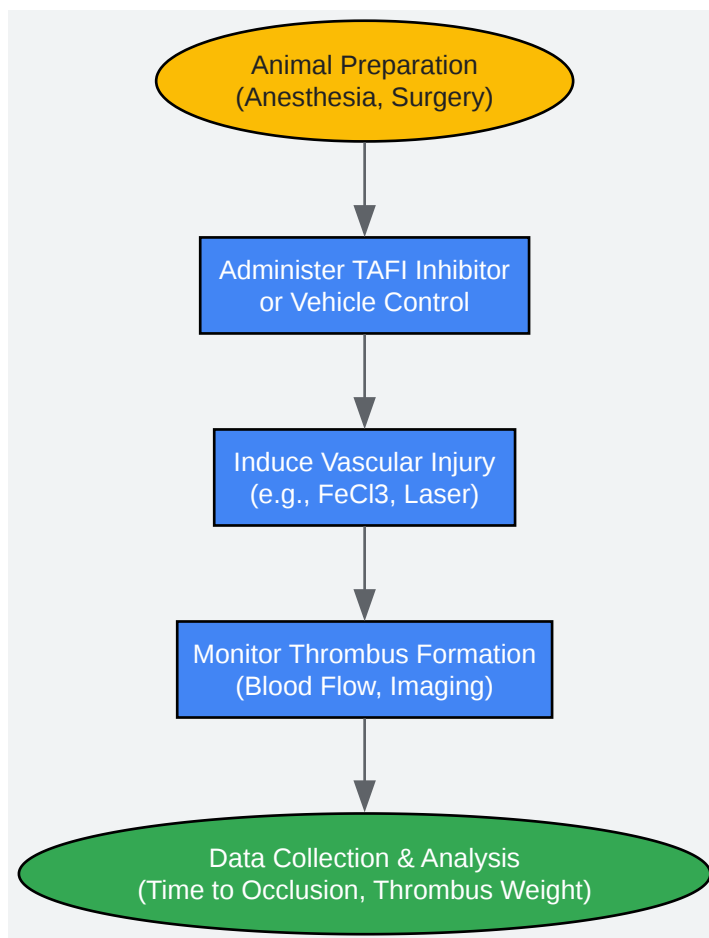 Animal Preparation
(Anesthesia, Surgery)
Administer TAFI Inhibitor
or Vehicle Control
Induce Vascular Injury
(e.g., FeCl3, Laser)
Monitor Thrombus Formation
(Blood Flow, Imaging)
Data Collection & Analysis
(Time to Occlusion, Thrombus Weight)